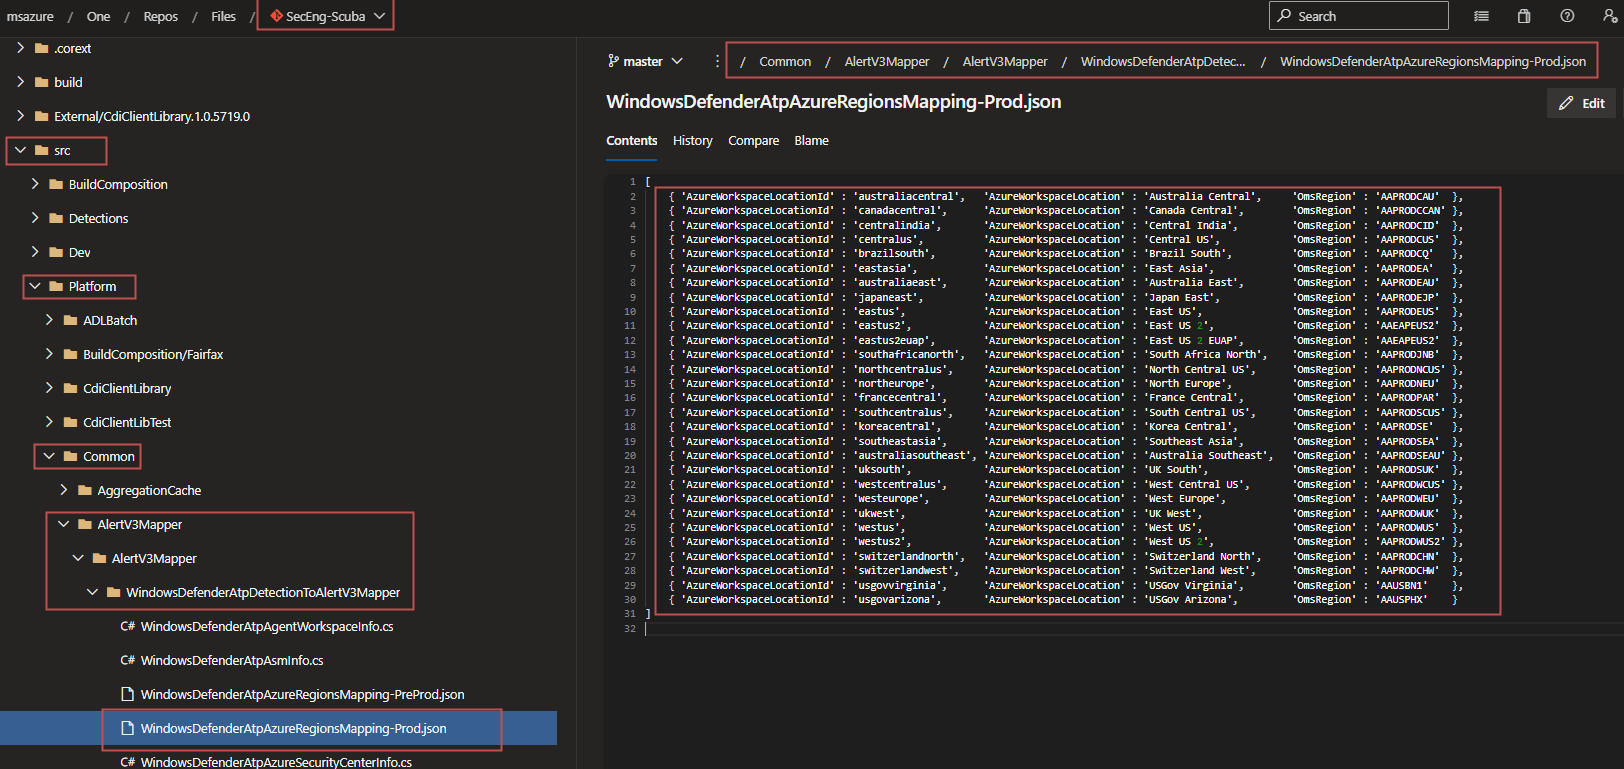 msazure / One / Repos / Files / SecEng-Scuba
Search
.corext
build
External/CdiClientLibrary.1.0.5719.0
src
BuildComposition
Detections
Dev
Platform
ADLBatch
BuildComposition/Fairfax
CdiClientLibrary
CdiClientLibTest
Common
AggregationCache
AlertV3Mapper
AlertV3Mapper
WindowsDefenderAtpDetectionToAlertV3Mapper
C# WindowsDefenderAtpAgentWorkspaceInfo.cs
C# WindowsDefenderAtpAsmInfo.cs
WindowsDefenderAtpAzureRegionsMapping-PreProd.json
WindowsDefenderAtpAzureRegionsMapping-Prod.json
C# WindowsDefenderAtpAzureSecurityCenterInfo.cs
master / Common / AlertV3Mapper / AlertV3Mapper / WindowsDefenderAtpDetec... / WindowsDefenderAtpAzureRegionsMapping-Prod.json
WindowsDefenderAtpAzureRegionsMapping-Prod.json
Edit
Contents History Compare Blame
1 [
2 { 'AzureWorkspaceLocationId' : 'australiacentral', 'AzureWorkspaceLocation' : 'Australia Central', 'OmsRegion' : 'AAPRODCAU' },
3 { 'AzureWorkspaceLocationId' : 'canadacentral', 'AzureWorkspaceLocation' : 'Canada Central', 'OmsRegion' : 'AAPRODCCAN' },
4 { 'AzureWorkspaceLocationId' : 'centralindia', 'AzureWorkspaceLocation' : 'Central India', 'OmsRegion' : 'AAPRODCID' },
5 { 'AzureWorkspaceLocationId' : 'centralus', 'AzureWorkspaceLocation' : 'Central US', 'OmsRegion' : 'AAPRODCUS' },
6 { 'AzureWorkspaceLocationId' : 'brazilsouth', 'AzureWorkspaceLocation' : 'Brazil South', 'OmsRegion' : 'AAPRODCQ' },
7 { 'AzureWorkspaceLocationId' : 'eastasia', 'AzureWorkspaceLocation' : 'East Asia', 'OmsRegion' : 'AAPRODEA' },
8 { 'AzureWorkspaceLocationId' : 'australiaeast', 'AzureWorkspaceLocation' : 'Australia East', 'OmsRegion' : 'AAPRODEAU' },
9 { 'AzureWorkspaceLocationId' : 'japaneast', 'AzureWorkspaceLocation' : 'Japan East', 'OmsRegion' : 'AAPRODEJP' },
10 { 'AzureWorkspaceLocationId' : 'eastus', 'AzureWorkspaceLocation' : 'East US', 'OmsRegion' : 'AAPRODEUS' },
11 { 'AzureWorkspaceLocationId' : 'eastus2', 'AzureWorkspaceLocation' : 'East US 2', 'OmsRegion' : 'AAEAPEUS2' },
12 { 'AzureWorkspaceLocationId' : 'eastus2euap', 'AzureWorkspaceLocation' : 'East US 2 EUAP', 'OmsRegion' : 'AAEAPEUS2' },
13 { 'AzureWorkspaceLocationId' : 'southafricanorth', 'AzureWorkspaceLocation' : 'South Africa North', 'OmsRegion' : 'AAPRODJNB' },
14 { 'AzureWorkspaceLocationId' : 'northcentralus', 'AzureWorkspaceLocation' : 'North Central US', 'OmsRegion' : 'AAPRODNCUS' },
15 { 'AzureWorkspaceLocationId' : 'northeurope', 'AzureWorkspaceLocation' : 'North Europe', 'OmsRegion' : 'AAPRODNEU' },
16 { 'AzureWorkspaceLocationId' : 'francecentral', 'AzureWorkspaceLocation' : 'France Central', 'OmsRegion' : 'AAPRODPAR' },
17 { 'AzureWorkspaceLocationId' : 'southcentralus', 'AzureWorkspaceLocation' : 'South Central US', 'OmsRegion' : 'AAPRODSCUS' },
18 { 'AzureWorkspaceLocationId' : 'koreacentral', 'AzureWorkspaceLocation' : 'Korea Central', 'OmsRegion' : 'AAPRODSE' },
19 { 'AzureWorkspaceLocationId' : 'southeastasia', 'AzureWorkspaceLocation' : 'Southeast Asia', 'OmsRegion' : 'AAPRODSEA' },
20 { 'AzureWorkspaceLocationId' : 'australiasoutheast', 'AzureWorkspaceLocation' : 'Australia Southeast', 'OmsRegion' : 'AAPRODSEAU' },
21 { 'AzureWorkspaceLocationId' : 'uksouth', 'AzureWorkspaceLocation' : 'UK South', 'OmsRegion' : 'AAPRODSUK' },
22 { 'AzureWorkspaceLocationId' : 'westcentralus', 'AzureWorkspaceLocation' : 'West Central US', 'OmsRegion' : 'AAPRODWCUS' },
23 { 'AzureWorkspaceLocationId' : 'westeurope', 'AzureWorkspaceLocation' : 'West Europe', 'OmsRegion' : 'AAPRODWEU' },
24 { 'AzureWorkspaceLocationId' : 'ukwest', 'AzureWorkspaceLocation' : 'UK West', 'OmsRegion' : 'AAPRODWUK' },
25 { 'AzureWorkspaceLocationId' : 'westus', 'AzureWorkspaceLocation' : 'West US', 'OmsRegion' : 'AAPRODWUS' },
26 { 'AzureWorkspaceLocationId' : 'westus2', 'AzureWorkspaceLocation' : 'West US 2', 'OmsRegion' : 'AAPRODWUS2' },
27 { 'AzureWorkspaceLocationId' : 'switzerlandnorth', 'AzureWorkspaceLocation' : 'Switzerland North', 'OmsRegion' : 'AAPRODCHN' },
28 { 'AzureWorkspaceLocationId' : 'switzerlandwest', 'AzureWorkspaceLocation' : 'Switzerland West', 'OmsRegion' : 'AAPRODCHW' },
29 { 'AzureWorkspaceLocationId' : 'usgovvirginia', 'AzureWorkspaceLocation' : 'USGov Virginia', 'OmsRegion' : 'AAUSBN1' },
30 { 'AzureWorkspaceLocationId' : 'usgovarizona', 'AzureWorkspaceLocation' : 'USGov Arizona', 'OmsRegion' : 'AAUSPHX' }
31 ]
32